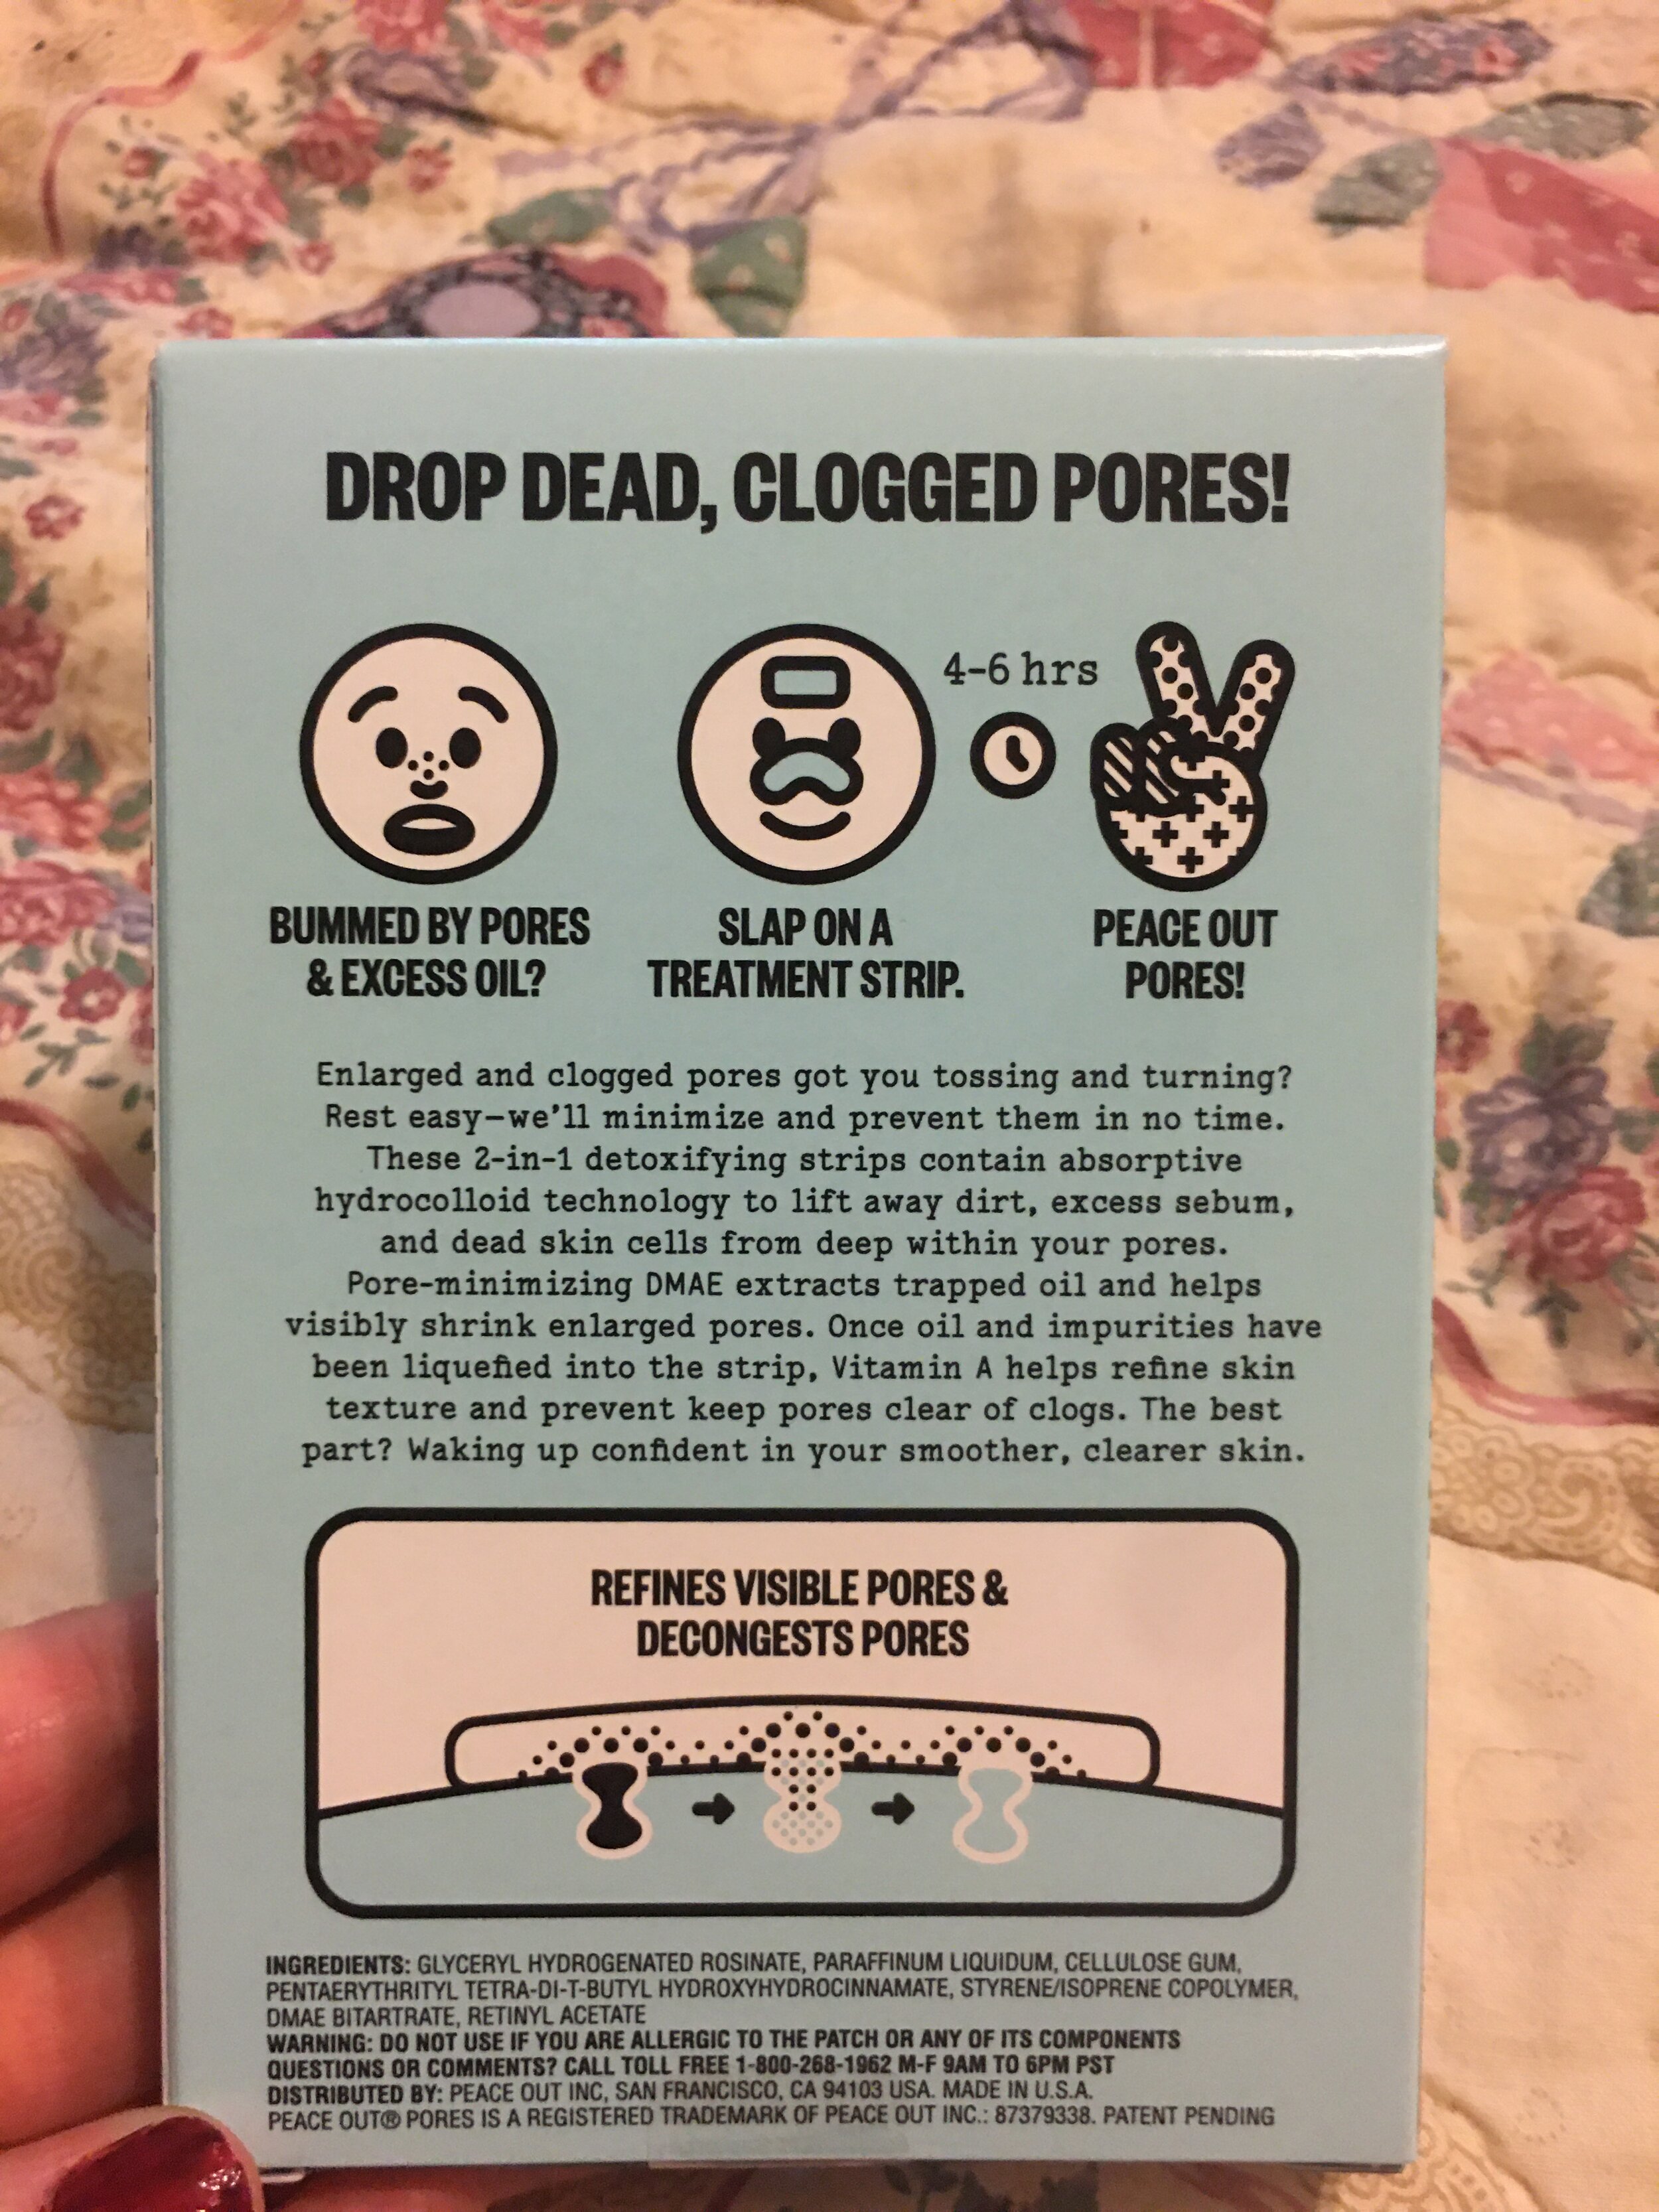 DROP DEAD, CLOGGED PORES!
4-6 hrs
BUMMED BY PORES
& EXCESS OIL?
SLAP ON A
TREATMENT STRIP.
PEACE OUT
PORES!
Enlarged and clogged pores got you tossing and turning?
Rest easy—we'll minimize and prevent them in no time.
These 2-in-1 detoxifying strips contain absorptive
hydrocolloid technology to lift away dirt, excess sebum,
and dead skin cells from deep within your pores.
Pore-minimizing DMAE extracts trapped oil and helps
visibly shrink enlarged pores. Once oil and impurities have
been liquefied into the strip, Vitamin A helps refine skin
texture and prevent keep pores clear of clogs. The best
part? Waking up confident in your smoother, clearer skin.
REFINES VISIBLE PORES &
DECONGESTS PORES
INGREDIENTS: GLYCERYL HYDROGENATED ROSINATE, PARAFFINUM LIQUIDUM, CELLULOSE GUM,
PENTAERYTHRITYL TETRA-DI-T-BUTYL HYDROXYHYDROCINNAMATE, STYRENE/ISOPRENE COPOLYMER,
DMAE BITARTRATE, RETINYL ACETATE
WARNING: DO NOT USE IF YOU ARE ALLERGIC TO THE PATCH OR ANY OF ITS COMPONENTS
QUESTIONS OR COMMENTS? CALL TOLL FREE 1-800-268-1962 M-F 9AM TO 6PM PST
DISTRIBUTED BY: PEACE OUT INC, SAN FRANCISCO, CA 94103 USA. MADE IN U.S.A.
PEACE OUT® PORES IS A REGISTERED TRADEMARK OF PEACE OUT INC.: 87379338. PATENT PENDING